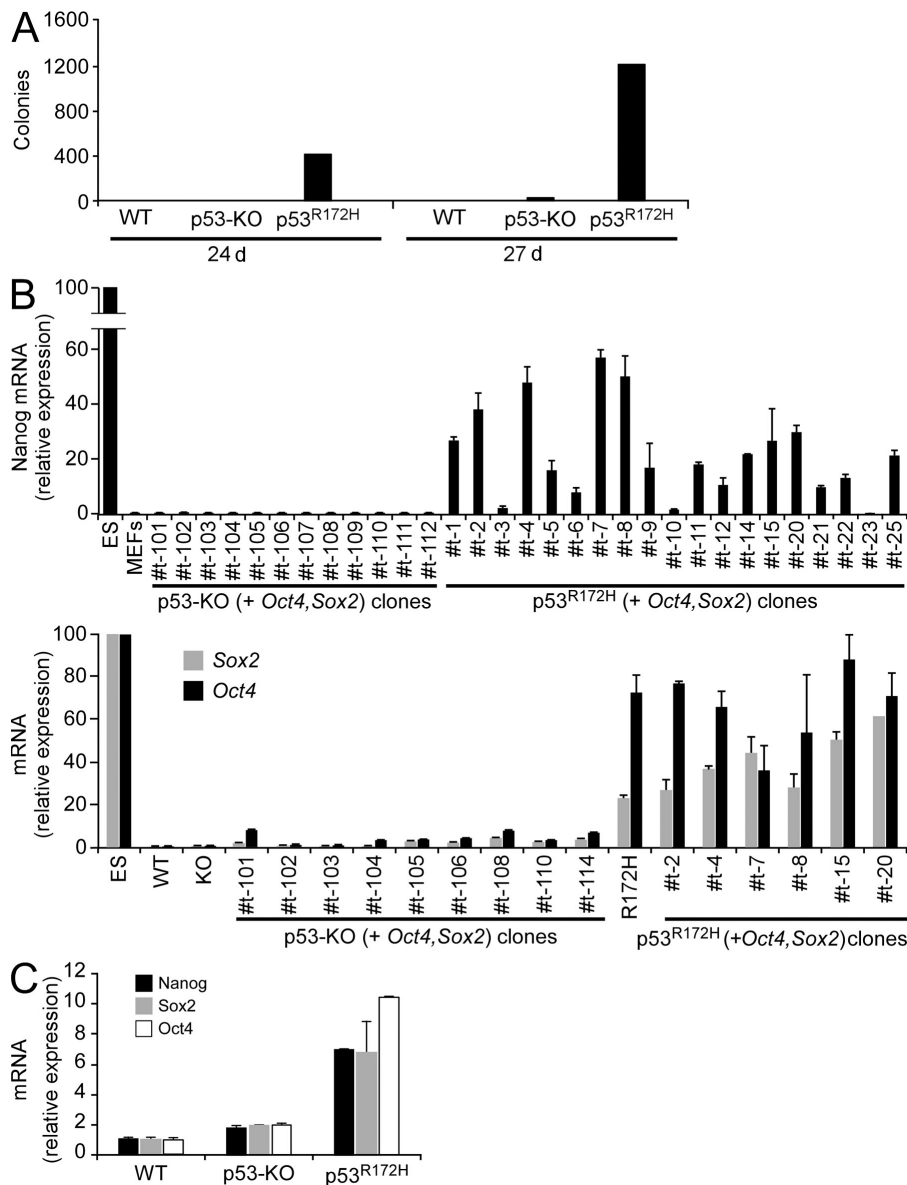 A
1600
1200
800
400
0
Colonies
WT p53-KO p53R172H WT p53-KO p53R172H
24 d 27 d
B
100
60
40
20
0
Nanog mRNA
(relative expression)
ES MEFs #t-101 #t-102 #t-103 #t-104 #t-105 #t-106 #t-107 #t-108 #t-109 #t-110 #t-111 #t-112 #t-1 #t-2 #t-3 #t-4 #t-5 #t-6 #t-7 #t-8 #t-9 #t-10 #t-11 #t-12 #t-14 #t-15 #t-20 #t-21 #t-22 #t-23 #t-25
p53-KO (+ Oct4,Sox2) clones p53R172H (+ Oct4,Sox2) clones
100
80
60
40
20
0
mRNA
(relative expression)
Sox2
Oct4
ES WT KO #t-101 #t-102 #t-103 #t-104 #t-105 #t-106 #t-108 #t-110 #t-114 R172H #t-2 #t-4 #t-7 #t-8 #t-15 #t-20
p53-KO (+ Oct4,Sox2) clones p53R172H (+Oct4,Sox2)clones
C
12
10
8
6
4
2
0
mRNA
(relative expression)
Nanog
Sox2
Oct4
WT p53-KO p53R172H